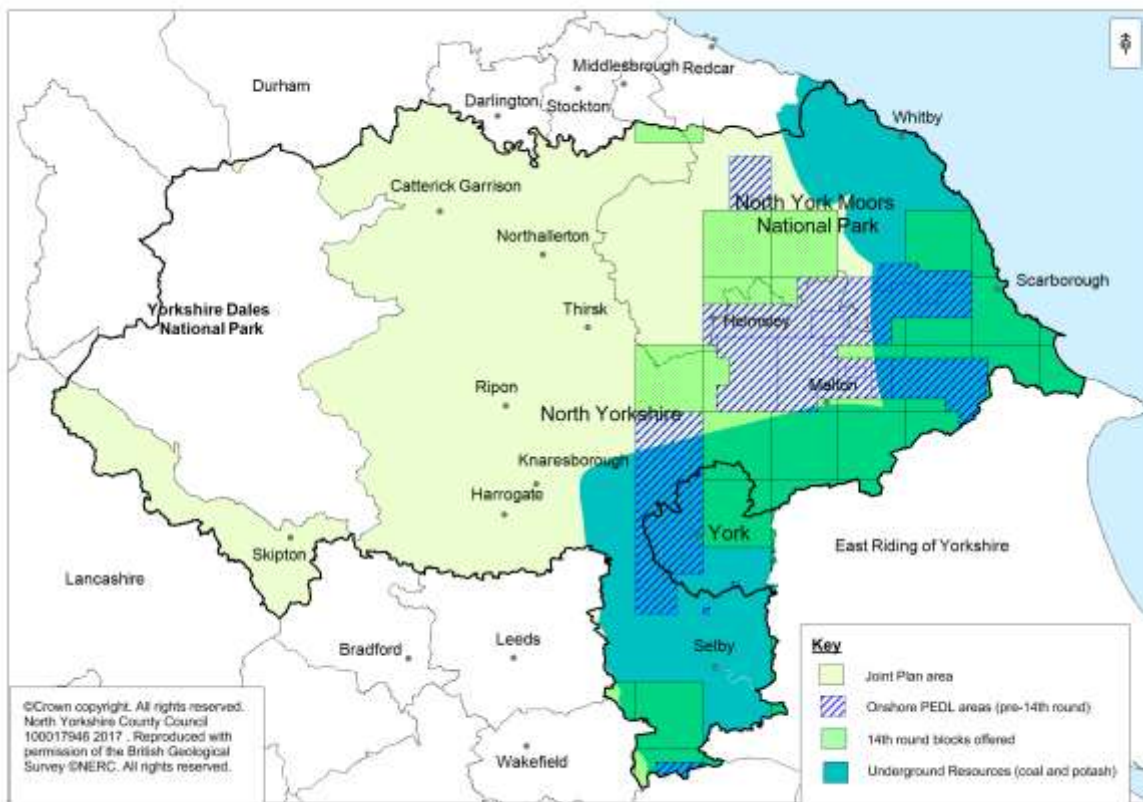 Durham
Middlesbrough
Redcar
Darlington
Stockton
Whitby
Catterick Garrison
North York Moors
National Park
Northallerton
Scarborough
Yorkshire Dales
National Park
Thirsk
Helmsley
Ripon
Malton
North Yorkshire
Knaresborough
Harrogate
York
East Riding of Yorkshire
Skipton
Lancashire
Bradford
Leeds
Selby
Wakefield
Key
Joint Plan area
Onshore PEDL areas (pre-14th round)
14th round blocks offered
Underground Resources (coal and potash)
©Crown copyright. All rights reserved.
North Yorkshire County Council
100017946 2017 . Reproduced with
permission of the British Geological
Survey ©NERC. All rights reserved.